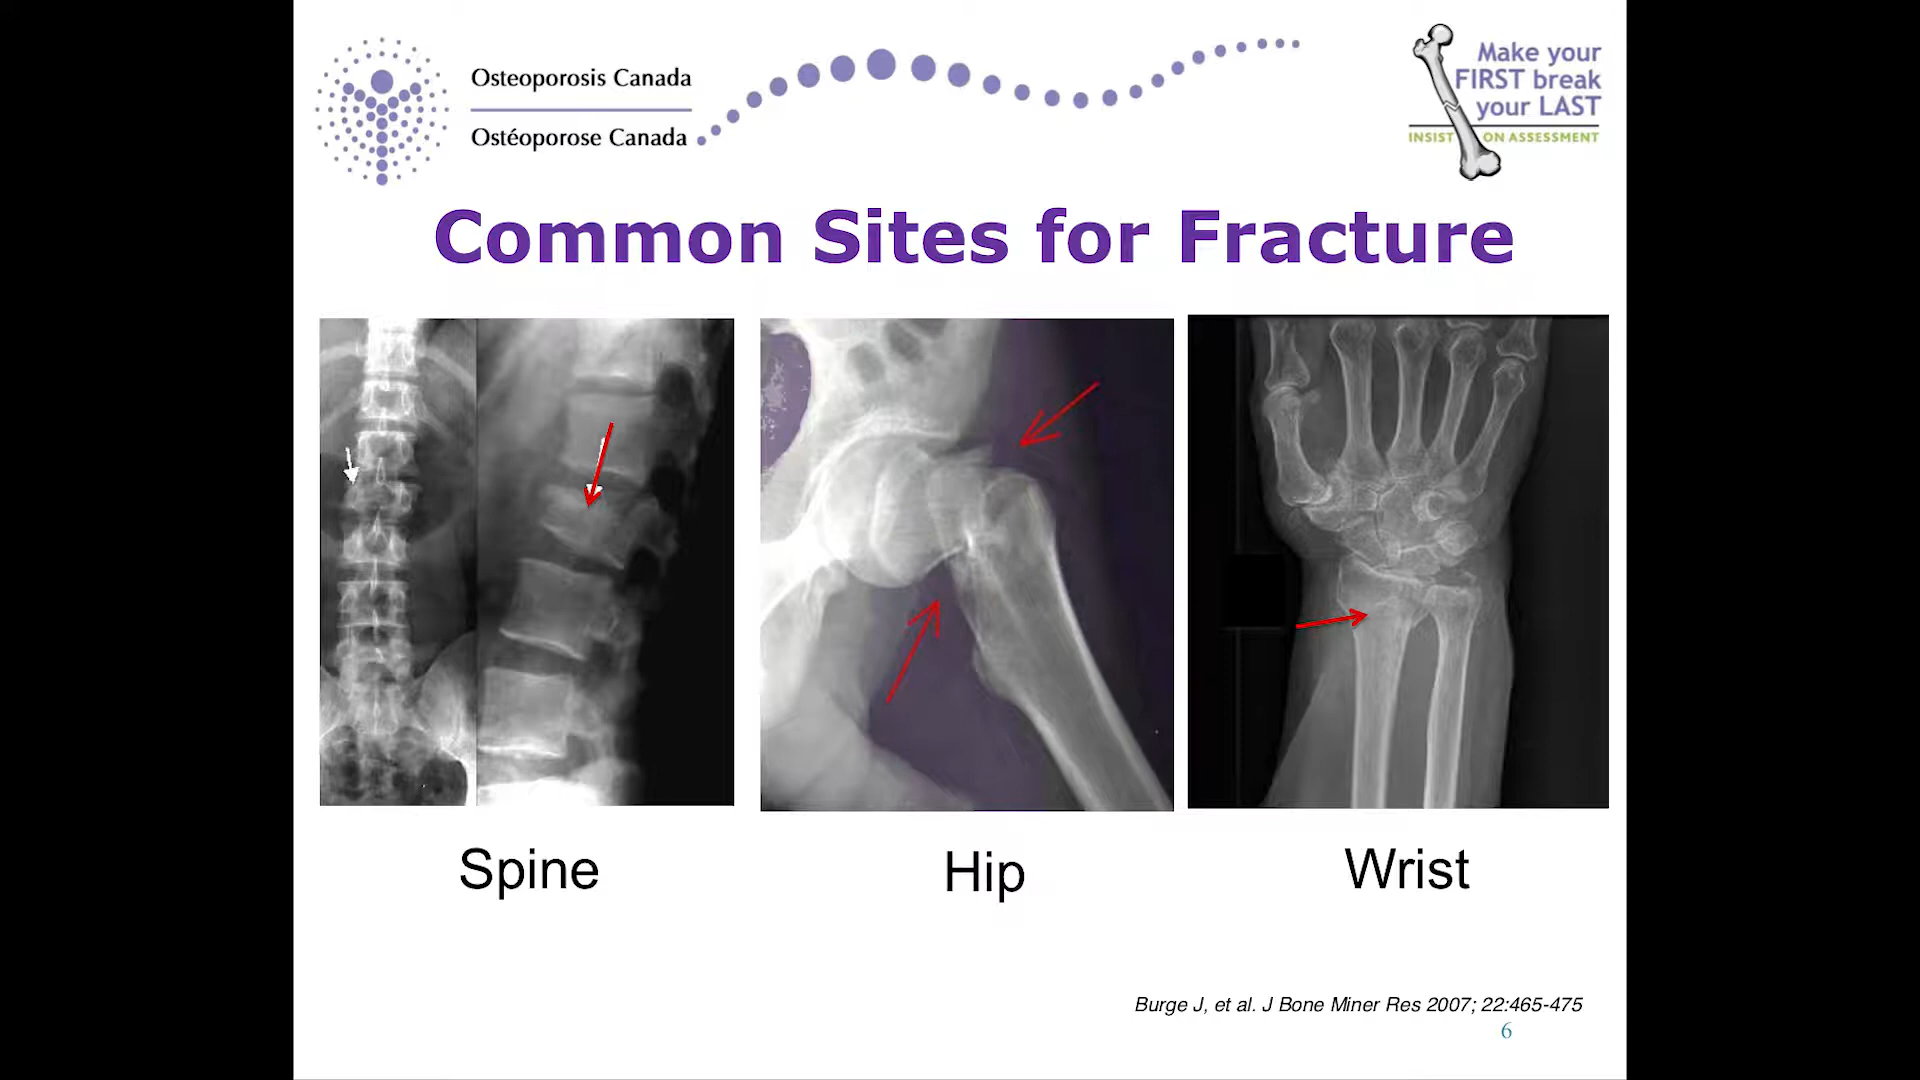 Osteoporosis Canada
Ostéoporose Canada
Make your
FIRST break
your LAST
INSIST ON ASSESSMENT
Common Sites for Fracture
Spine
Hip
Wrist
Burge J, et al. J Bone Miner Res 2007; 22:465-475
6